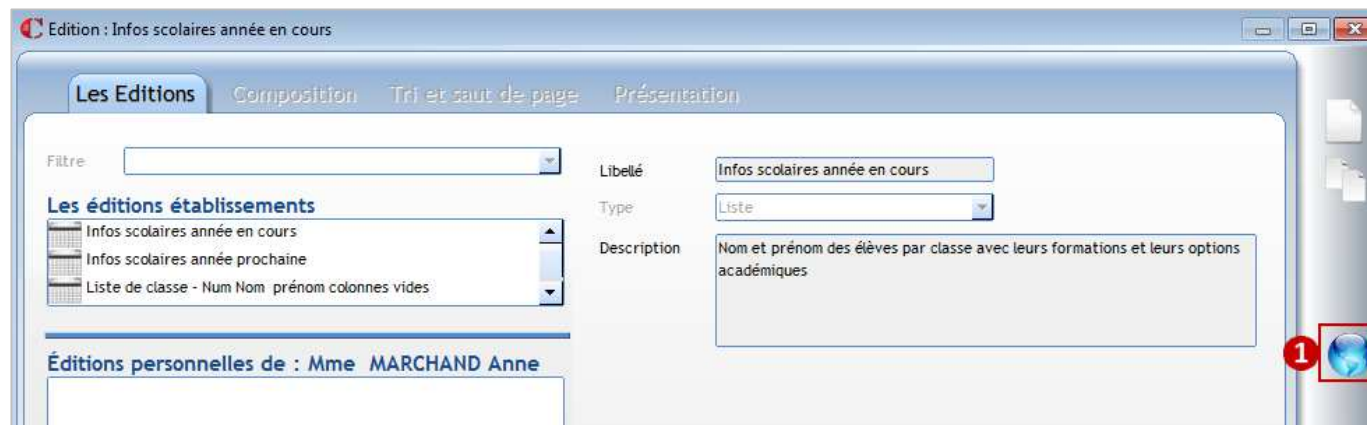 Edition : Infos scolaires année en cours
Les Editions Composition Tri et saut de page Présentation
Filtre
Les éditions établissements
Infos scolaires année en cours
Infos scolaires année prochaine
Liste de classe - Num Nom prénom colonnes vides
Éditions personnelles de : Mme MARCHAND Anne
Libellé Infos scolaires année en cours
Type Liste
Description Nom et prénom des élèves par classe avec leurs formations et leurs options
académiques
1